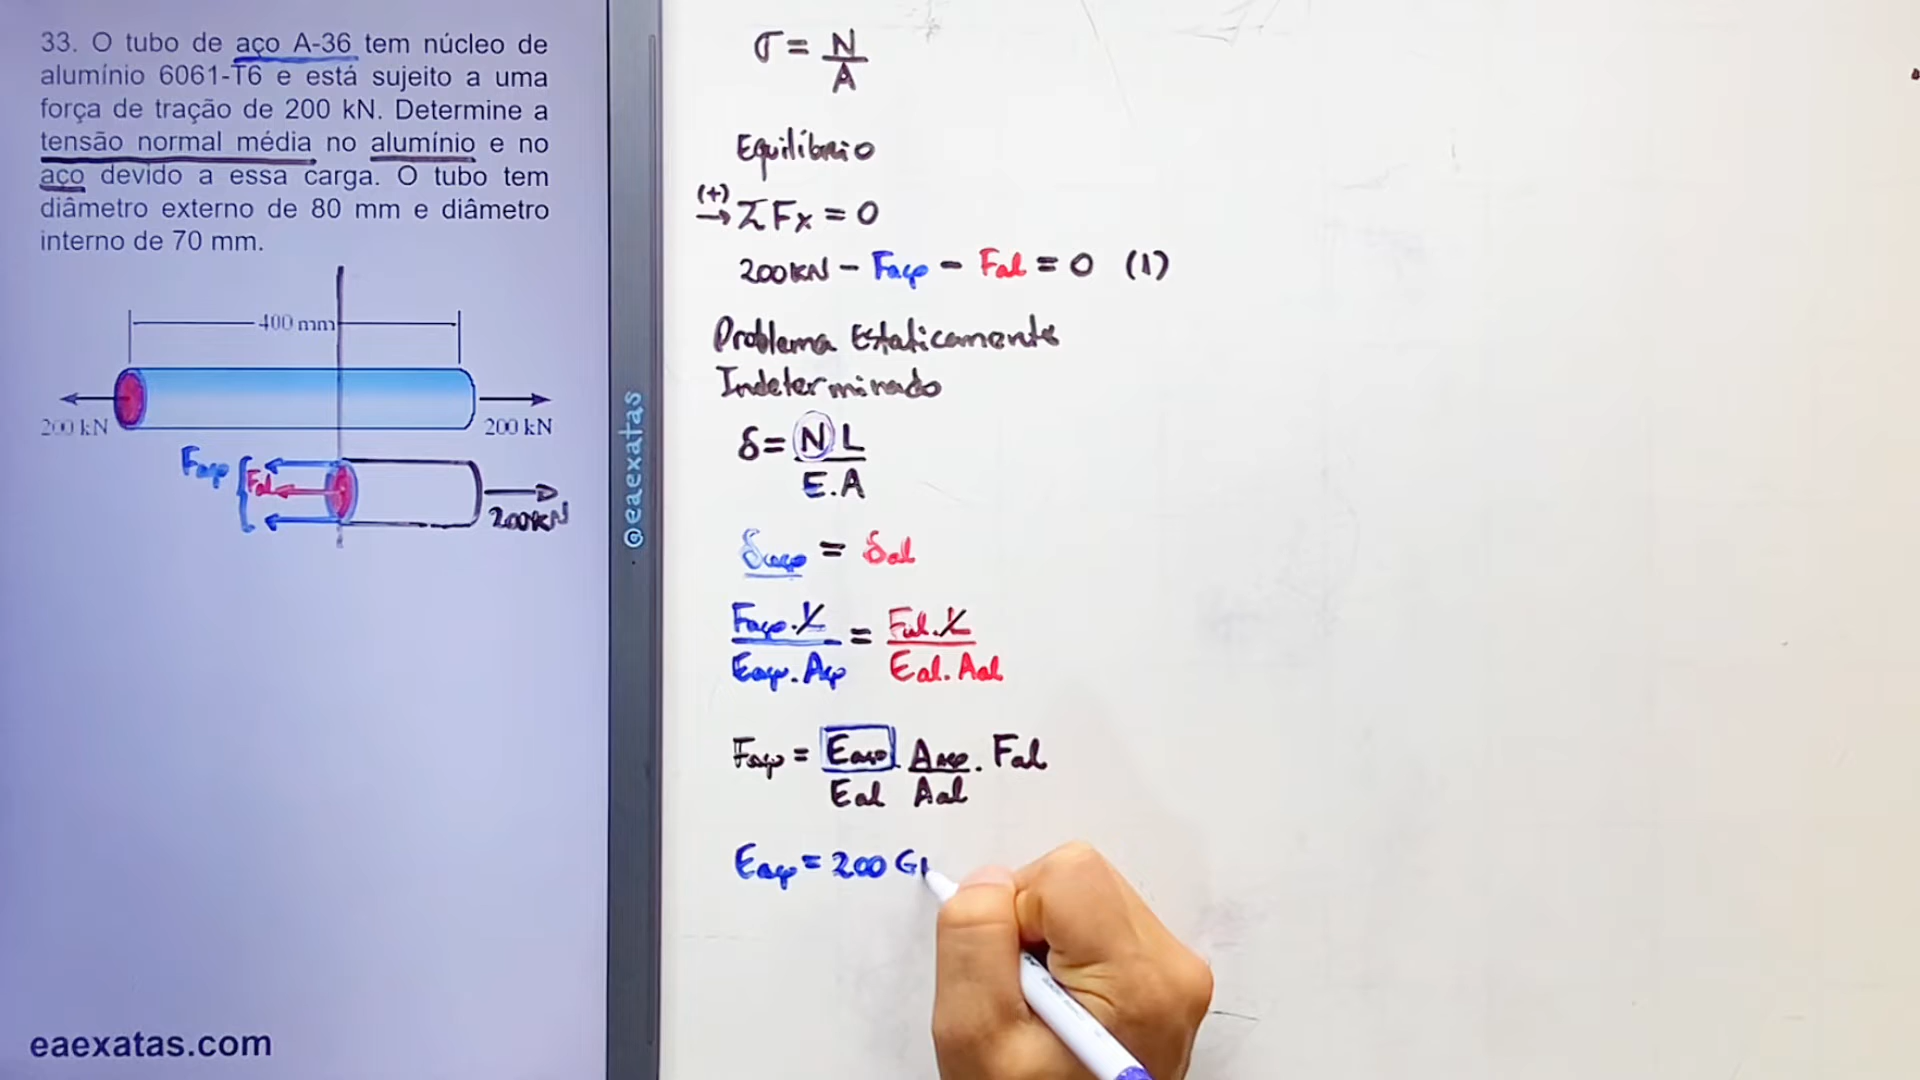 33. O tubo de aço A-36 tem núcleo de
alumínio 6061-T6 e está sujeito a uma
força de tração de 200 kN. Determine a
tensão normal média no alumínio e no
aço devido a essa carga. O tubo tem
diâmetro externo de 80 mm e diâmetro
interno de 70 mm.
400 mm
200 kN
200 kN
Faço
Fal
200kN
eaexatas.com
@eaexatas
σ = N/A
Equilíbrio
(+)
→ ΣFx = 0
200kN - Faço - Fal = 0 (1)
Problema Estaticamente
Indeterminado
δ = NL/E.A
δaço = δal
Faço.L/Eaço.Aço = Fal.L/Eal.Aal
Faço = Eaço/Eal . Aaço/Aal . Fal
Eaço = 200 G